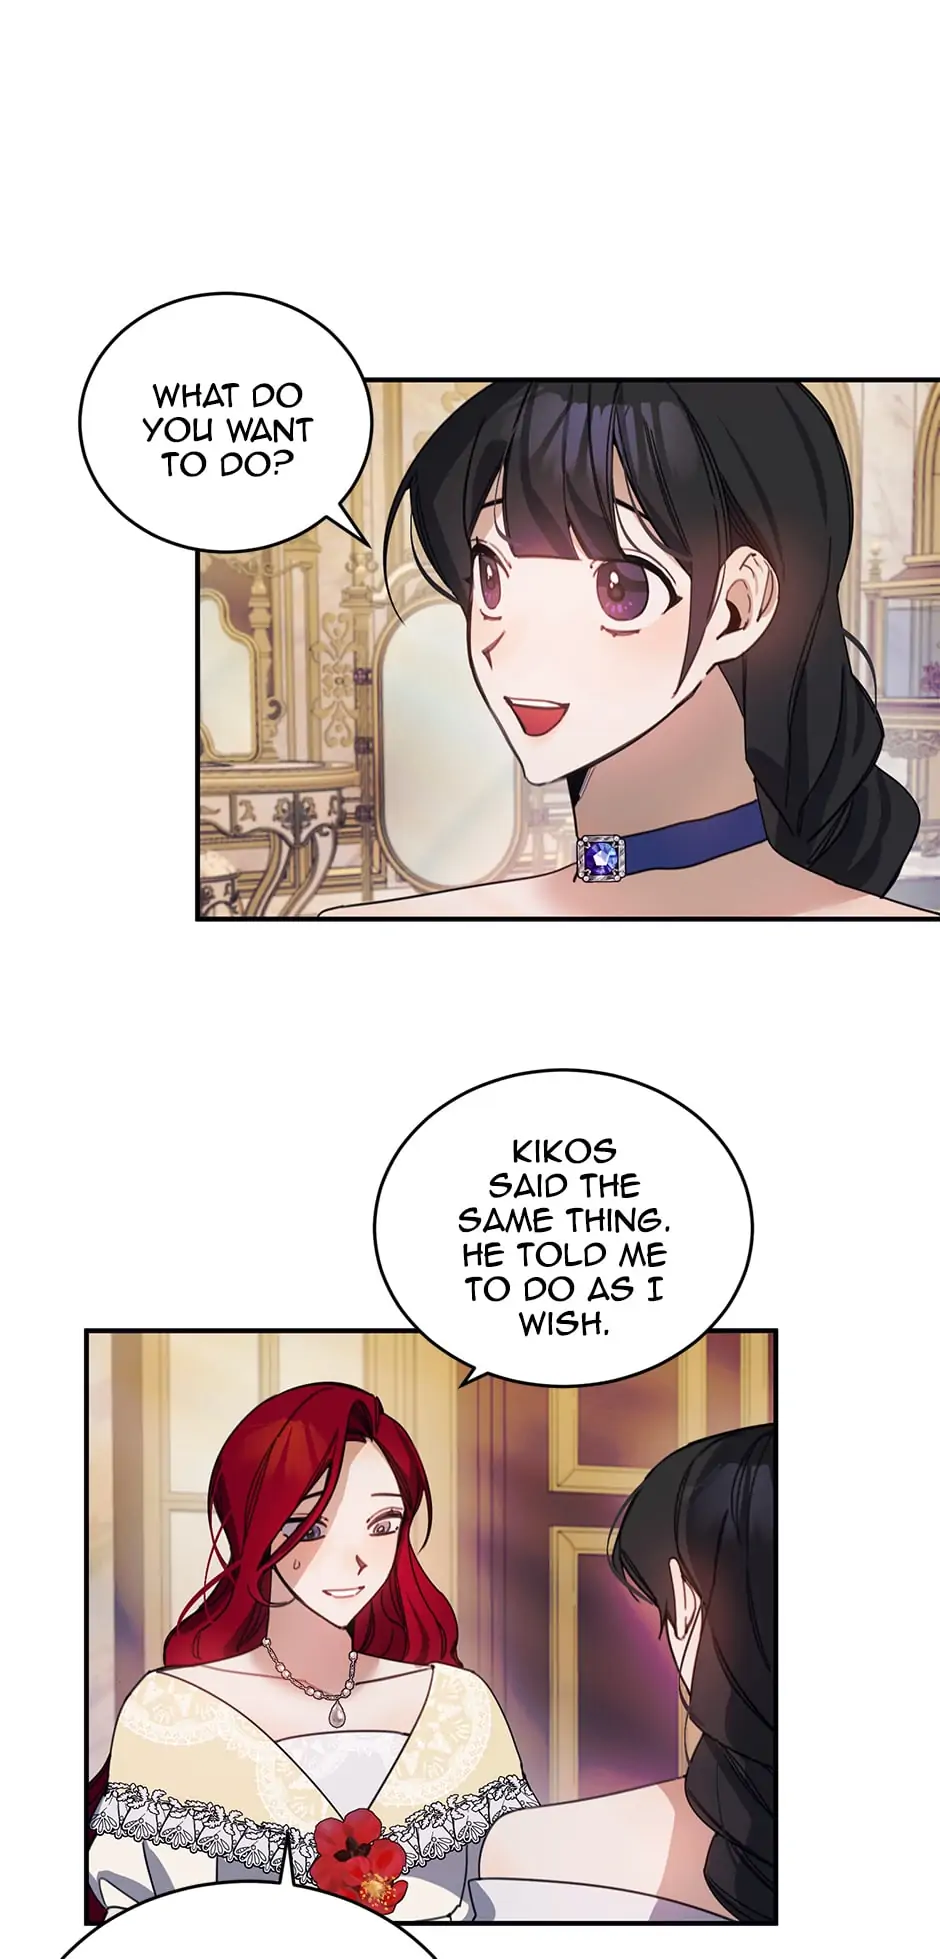 WHAT DO
YOU WANT
TO DO?
KIKOS
SAID THE
SAME THING.
HE TOLD ME
TO DO AS I
WISH.